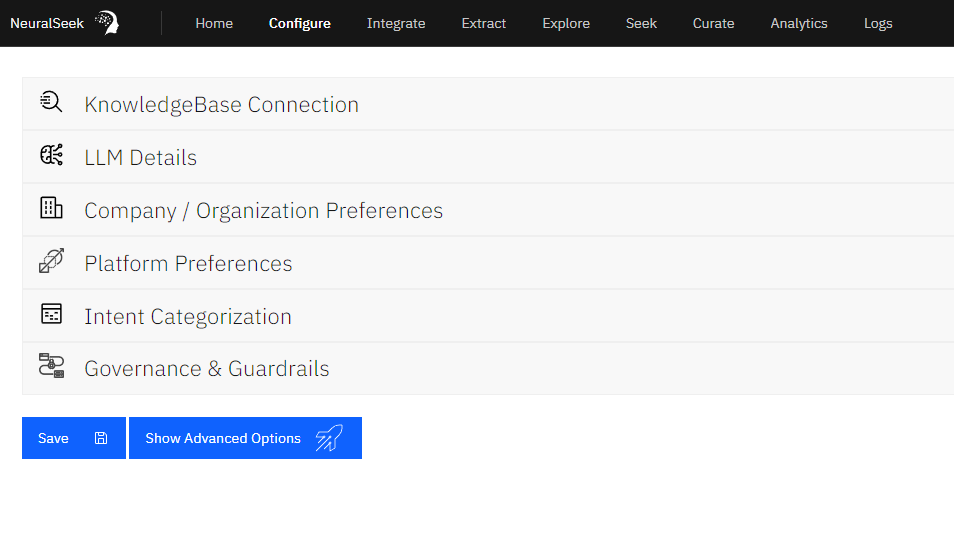 NeuralSeek Home Configure Integrate Extract Explore Seek Curate Analytics Logs
KnowledgeBase Connection
LLM Details
Company / Organization Preferences
Platform Preferences
Intent Categorization
Governance & Guardrails
Save Show Advanced Options